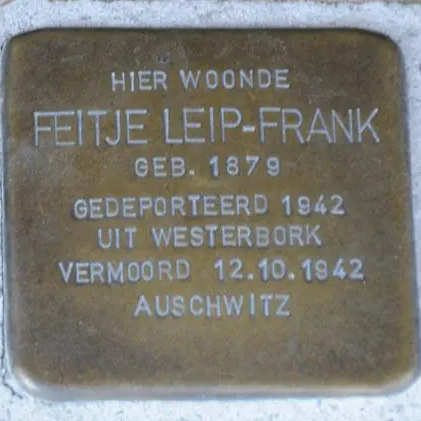 HIER WOONDE
FEITJE LEIP-FRANK
GEB. 1879
GEDEPORTEERD 1942
UIT WESTERBORK
VERMOORD 12.10.1942
AUSCHWITZ